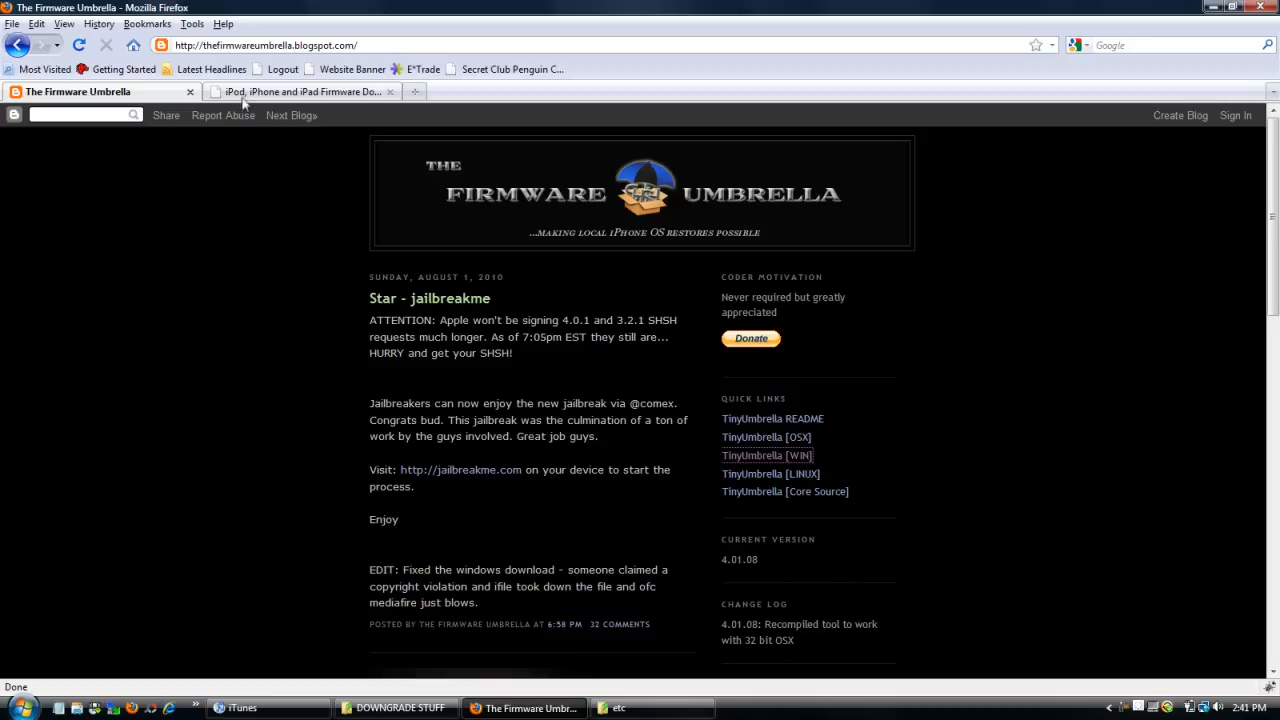 The Firmware Umbrella - Mozilla Firefox
File Edit View History Bookmarks Tools Help
http://thefirmwareumbrella.blogspot.com/
Google
Most Visited Getting Started Latest Headlines Logout Website Banner E*Trade Secret Club Penguin C...
The Firmware Umbrella
iPod, iPhone and iPad Firmware Do...
Share Report Abuse Next Blog»
Create Blog Sign In
THE
FIRMWARE UMBRELLA
...MAKING LOCAL IPHONE OS RESTORES POSSIBLE
SUNDAY, AUGUST 1, 2010
Star - jailbreakme
ATTENTION: Apple won't be signing 4.0.1 and 3.2.1 SHSH
requests much longer. As of 7:05pm EST they still are...
HURRY and get your SHSH!
Jailbreakers can now enjoy the new jailbreak via @comex.
Congrats bud. This jailbreak was the culmination of a ton of
work by the guys involved. Great job guys.
Visit: http://jailbreakme.com on your device to start the
process.
Enjoy
EDIT: Fixed the windows download - someone claimed a
copyright violation and ifile took down the file and ofc
mediafire just blows.
POSTED BY THE FIRMWARE UMBRELLA AT 6:58 PM 32 COMMENTS
CODER MOTIVATION
Never required but greatly
appreciated
Donate
QUICK LINKS
TinyUmbrella README
TinyUmbrella [OSX]
TinyUmbrella [WIN]
TinyUmbrella [LINUX]
TinyUmbrella [Core Source]
CURRENT VERSION
4.01.08
CHANGE LOG
4.01.08: Recompiled tool to work
with 32 bit OSX
Done
iTunes
DOWNGRADE STUFF
The Firmware Umbr...
etc
2:41 PM